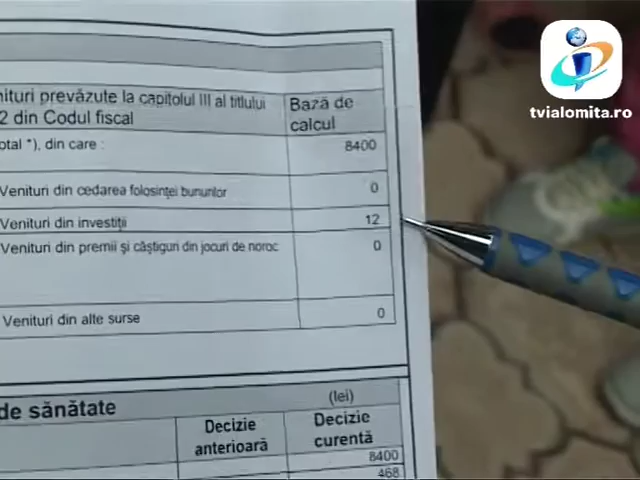 tvialomita.ro
nituri prevăzute la capitolul III al titlului
2 din Codul fiscal
Bază de
calcul
otal *), din care :
8400
Venituri din cedarea folosinței bunurilor
0
Venituri din investiții
12
Venituri din premii și câștiguri din jocuri de noroc
0
Venituri din alte surse
0
de sănătate
(lei)
Decizie
anterioară
Decizie
curentă
8400
468